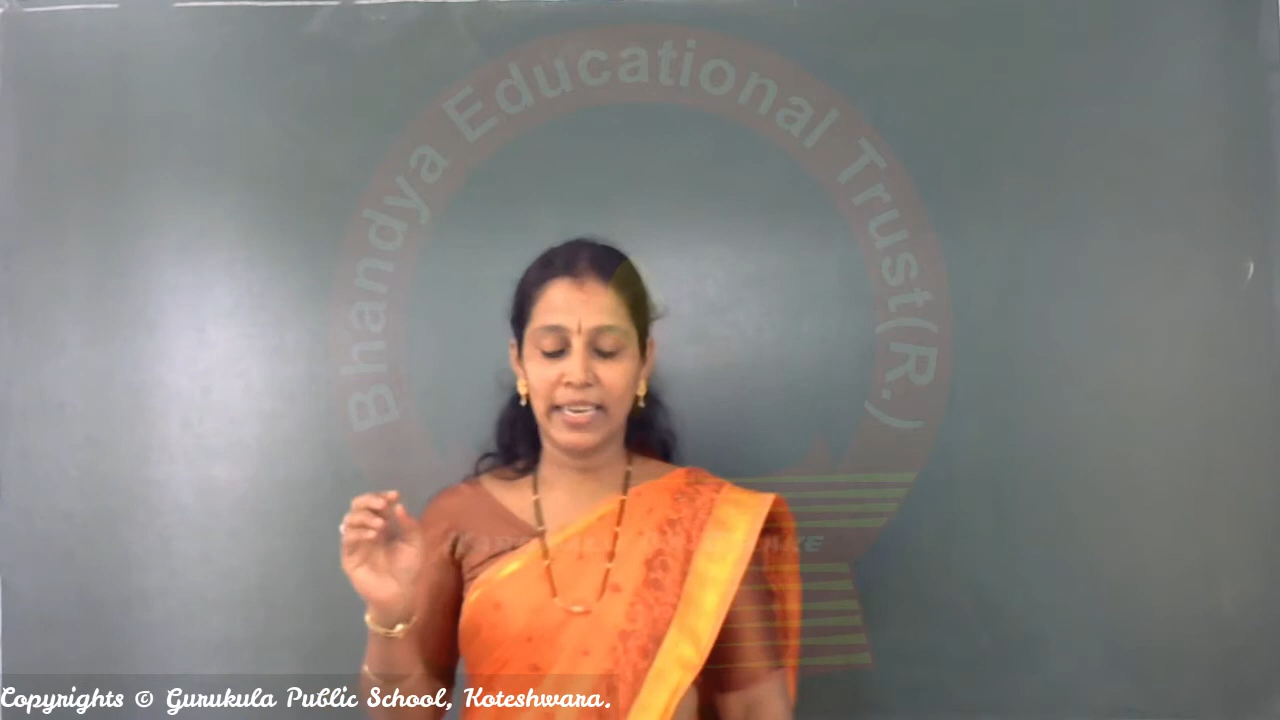 Bhandya Educational Trust(R.)
Copyrights © Gurukula Public School, Koteshwara.